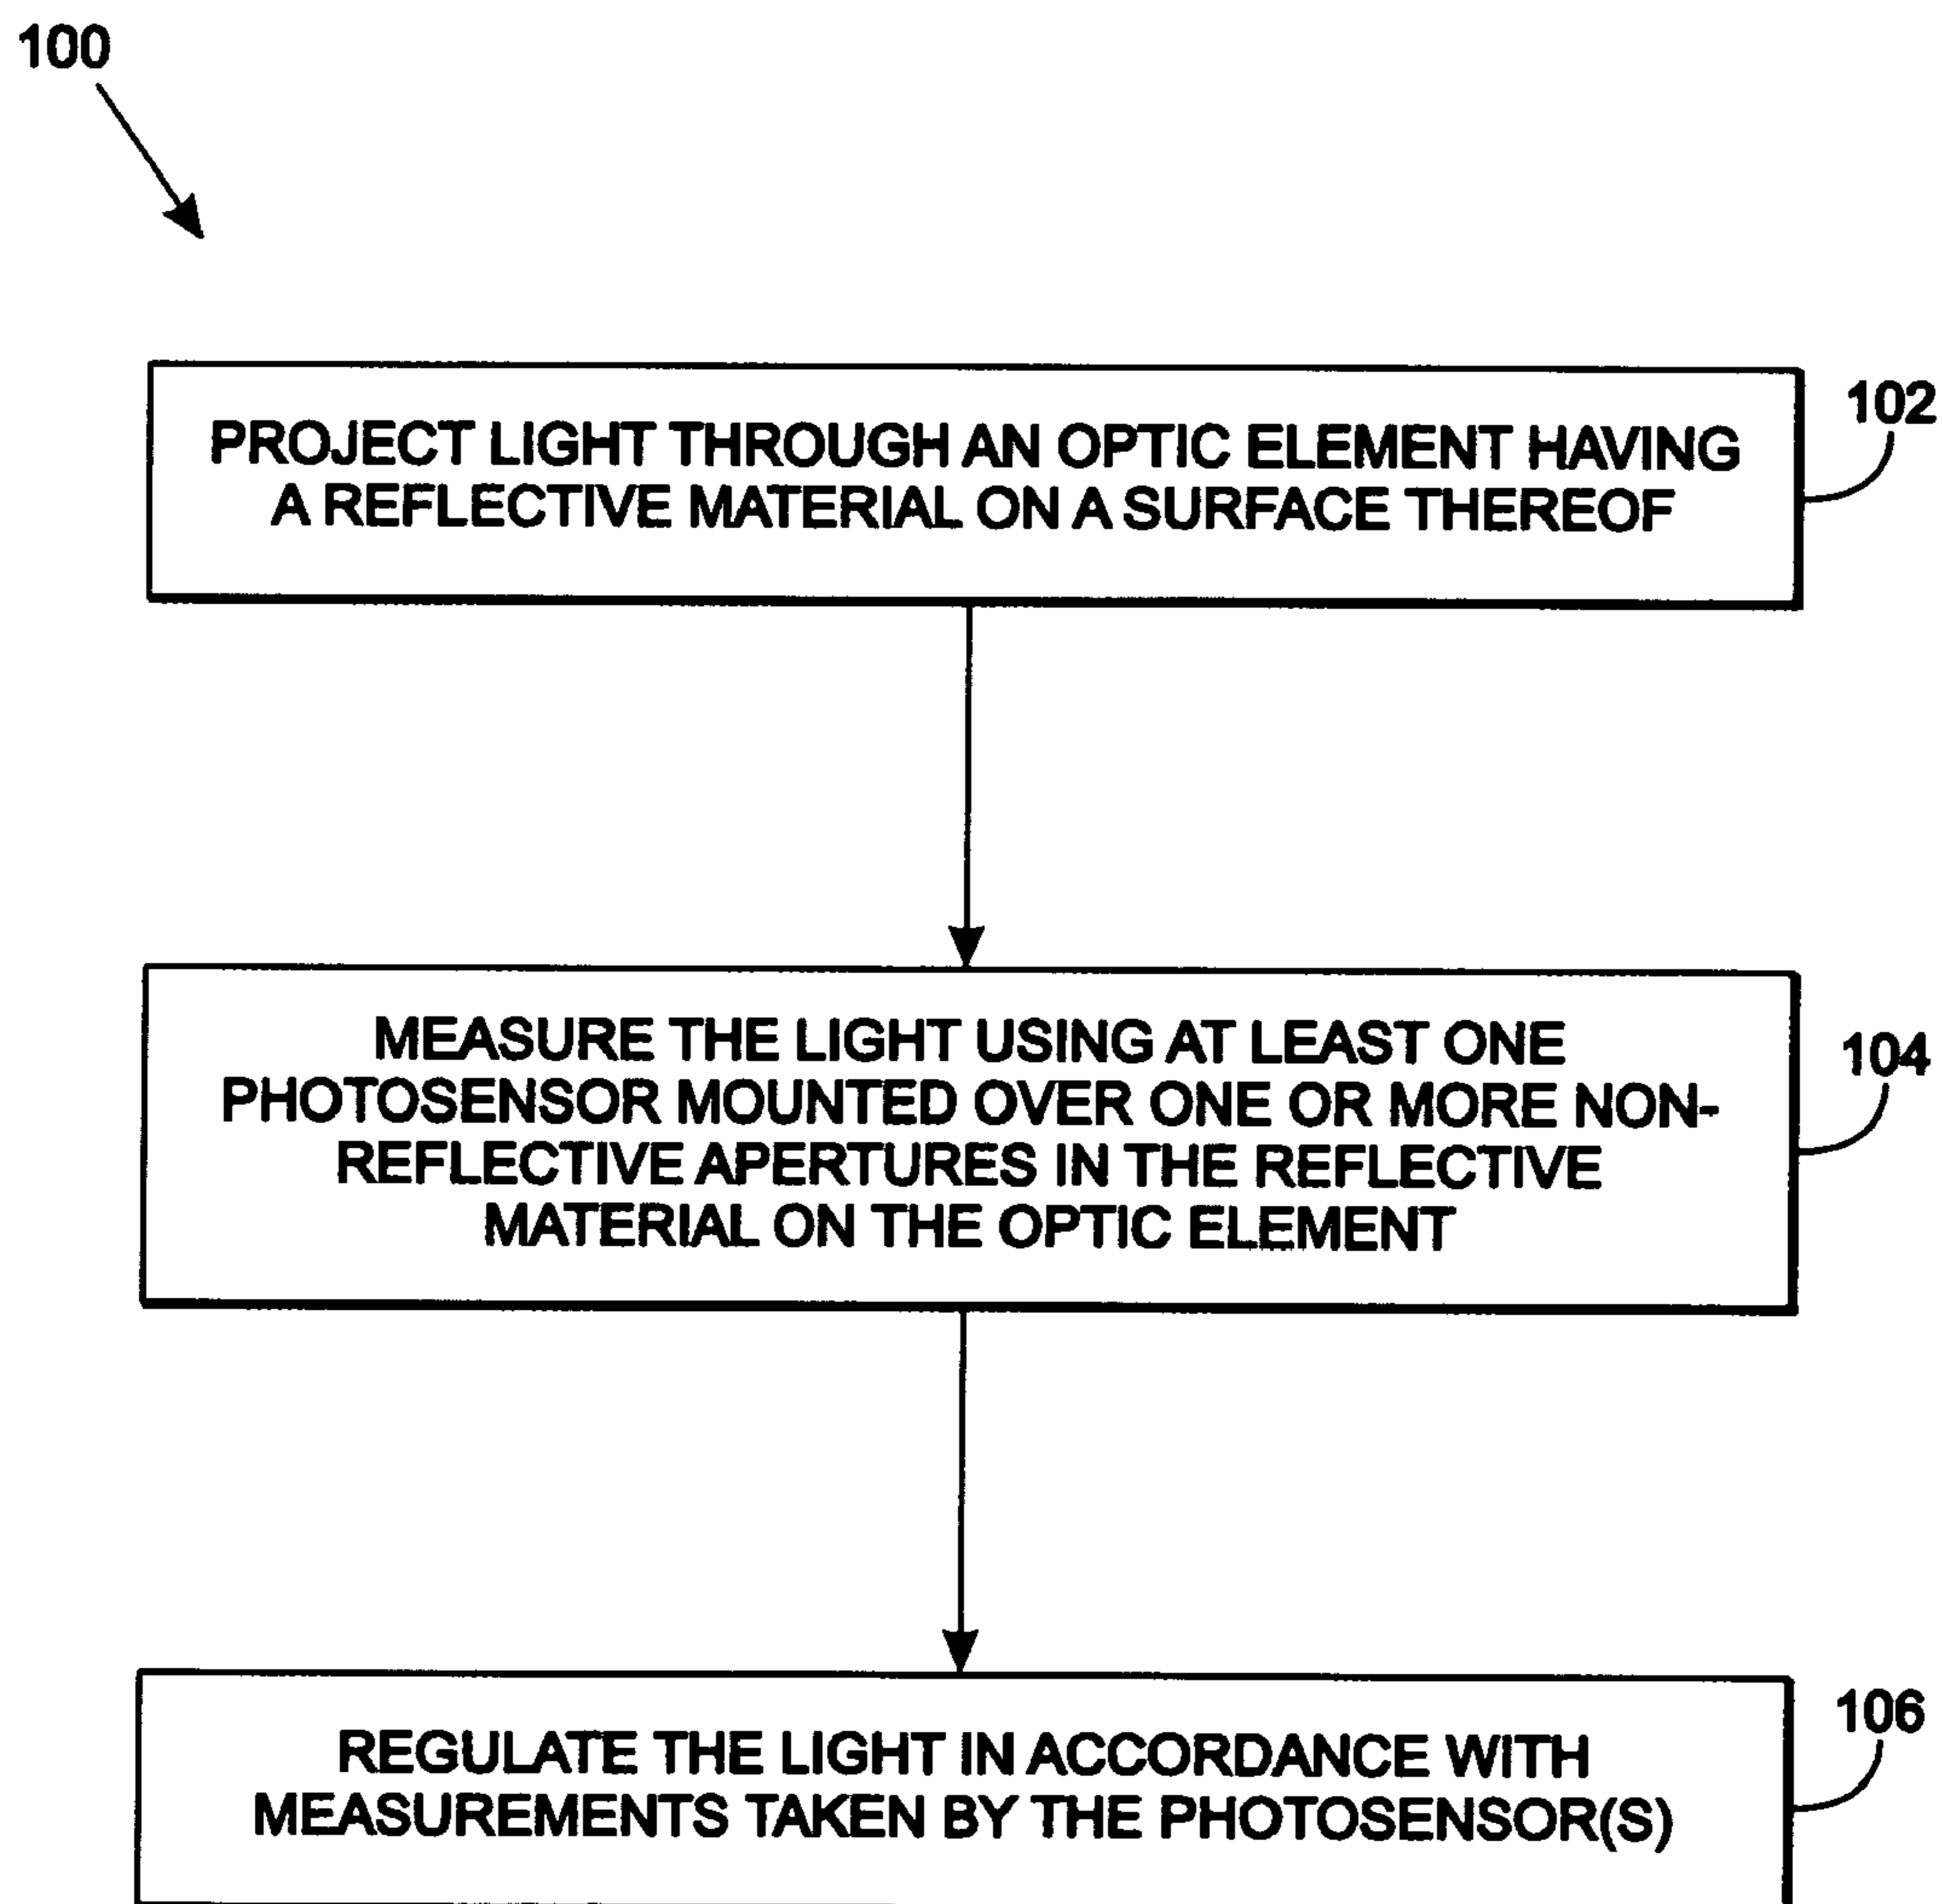 100
102
PROJECT LIGHT THROUGH AN OPTIC ELEMENT HAVING
A REFLECTIVE MATERIAL ON A SURFACE THEREOF
104
MEASURE THE LIGHT USING AT LEAST ONE
PHOTOSENSOR MOUNTED OVER ONE OR MORE NON-
REFLECTIVE APERTURES IN THE REFLECTIVE
MATERIAL ON THE OPTIC ELEMENT
106
REGULATE THE LIGHT IN ACCORDANCE WITH
MEASUREMENTS TAKEN BY THE PHOTOSENSOR(S)